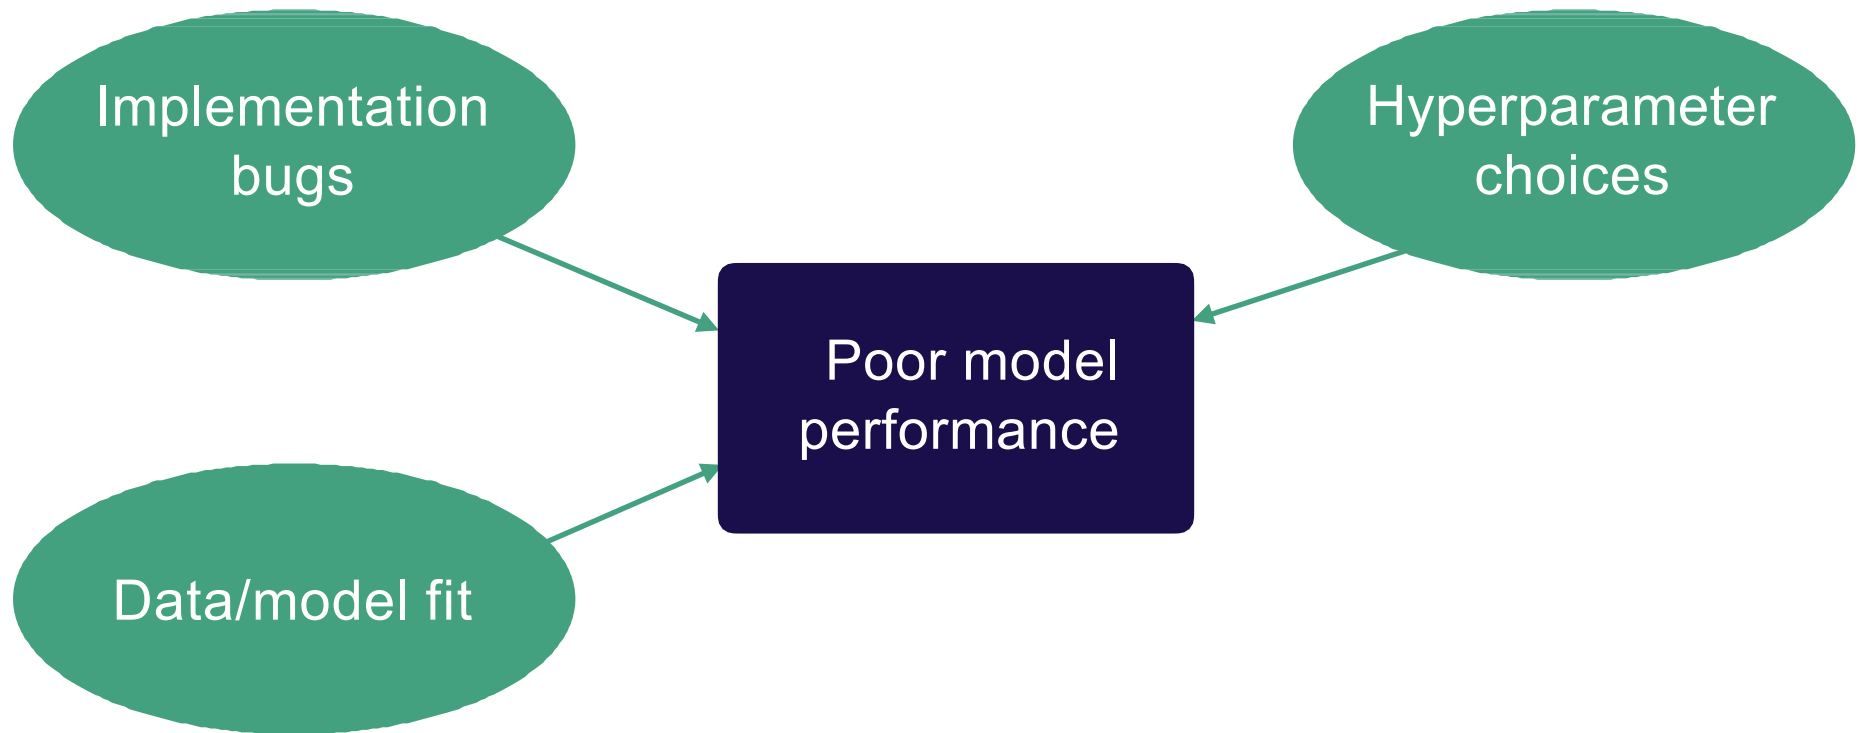 Implementation
bugs
Hyperparameter
choices
Poor model
performance
Data/model fit